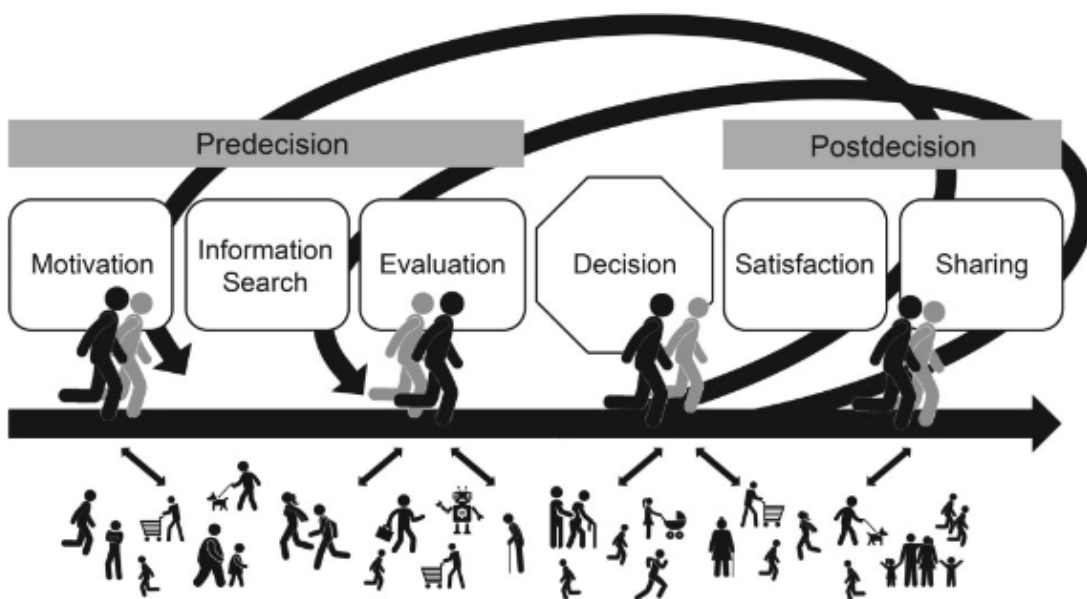 Predecision
Postdecision
Motivation
Information
Search
Evaluation
Decision
Satisfaction
Sharing